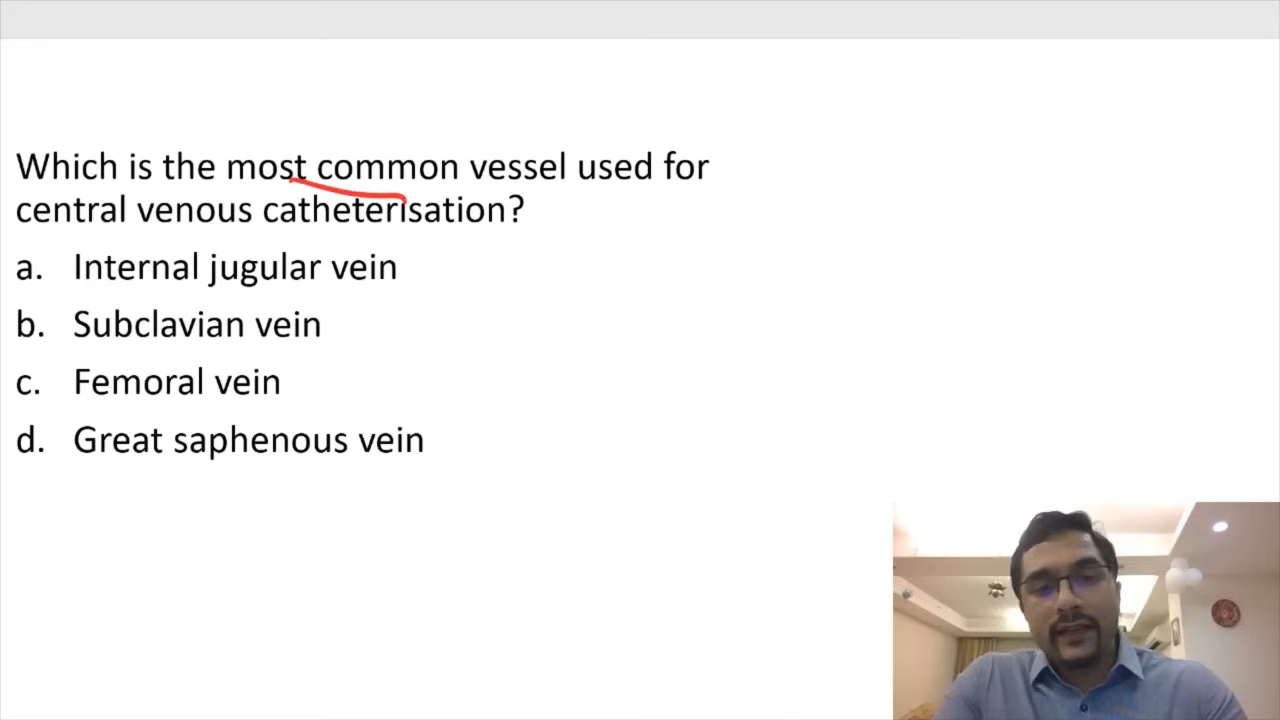 Which is the most common vessel used for
central venous catheterisation?
a. Internal jugular vein
b. Subclavian vein
c. Femoral vein
d. Great saphenous vein